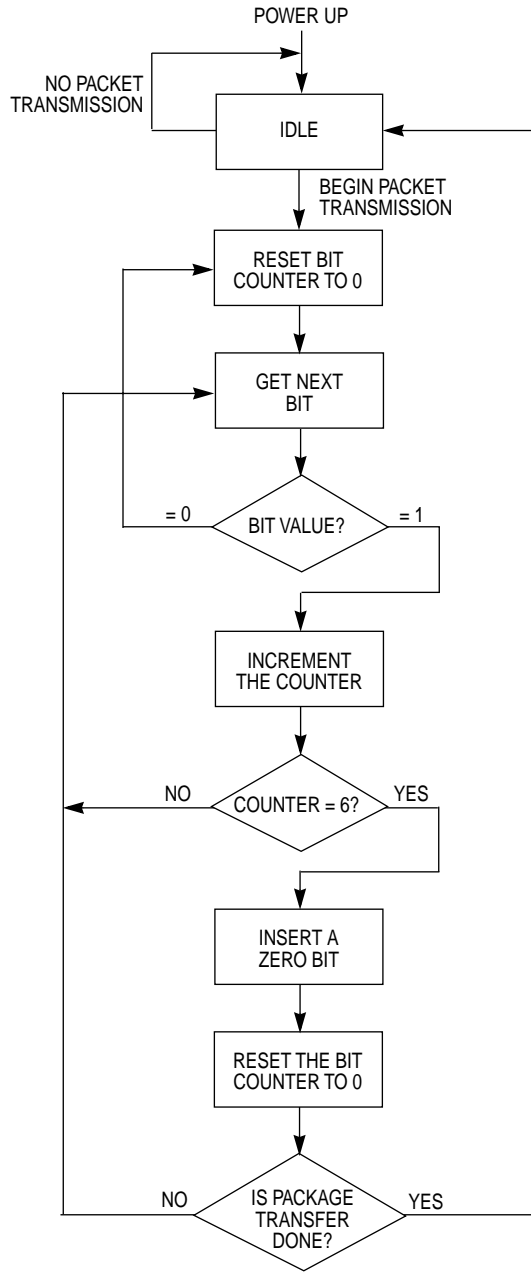 POWER UP
NO PACKET
TRANSMISSION
IDLE
BEGIN PACKET
TRANSMISSION
RESET BIT
COUNTER TO 0
GET NEXT
BIT
= 0
BIT VALUE?
= 1
INCREMENT
THE COUNTER
NO
COUNTER = 6?
YES
INSERT A
ZERO BIT
RESET THE BIT
COUNTER TO 0
NO
IS PACKAGE
TRANSFER
DONE?
YES